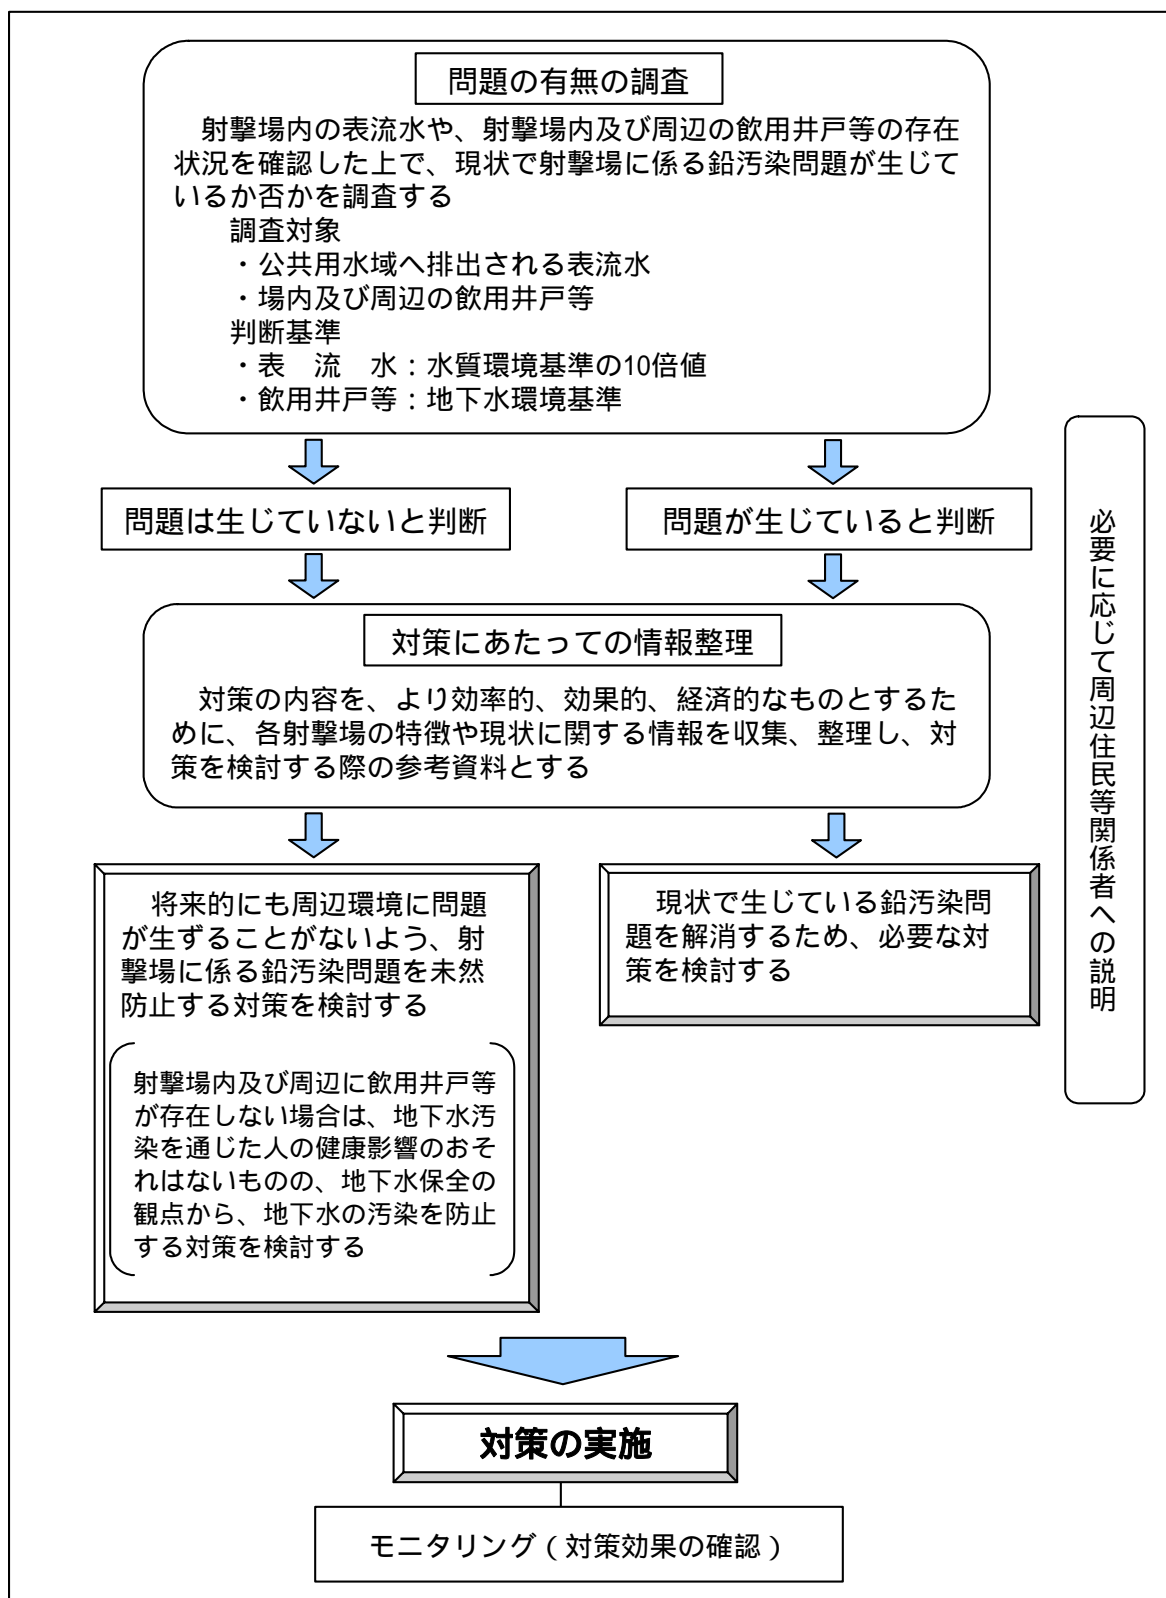 問題の有無の調査
　射撃場内の表流水や、射撃場内及び周辺の飲用井戸等の存在
状況を確認した上で、現状で射撃場に係る鉛汚染問題が生じて
いるか否かを調査する
調査対象
・公共用水域へ排出される表流水
・場内及び周辺の飲用井戸等
判断基準
・表　流　水：水質環境基準の10倍値
・飲用井戸等：地下水環境基準
問題は生じていないと判断
問題が生じていると判断
対策にあたっての情報整理
　対策の内容を、より効率的、効果的、経済的なものとするた
めに、各射撃場の特徴や現状に関する情報を収集、整理し、対
策を検討する際の参考資料とする
　将来的にも周辺環境に問題
が生ずることがないよう、射
撃場に係る鉛汚染問題を未然
防止する対策を検討する
射撃場内及び周辺に飲用井戸等
が存在しない場合は、地下水汚
染を通じた人の健康影響のおそ
れはないものの、地下水保全の
観点から、地下水の汚染を防止
する対策を検討する
　現状で生じている鉛汚染問
題を解消するため、必要な対
策を検討する
必要に応じて周辺住民等関係者への説明
対策の実施
モニタリング（対策効果の確認）